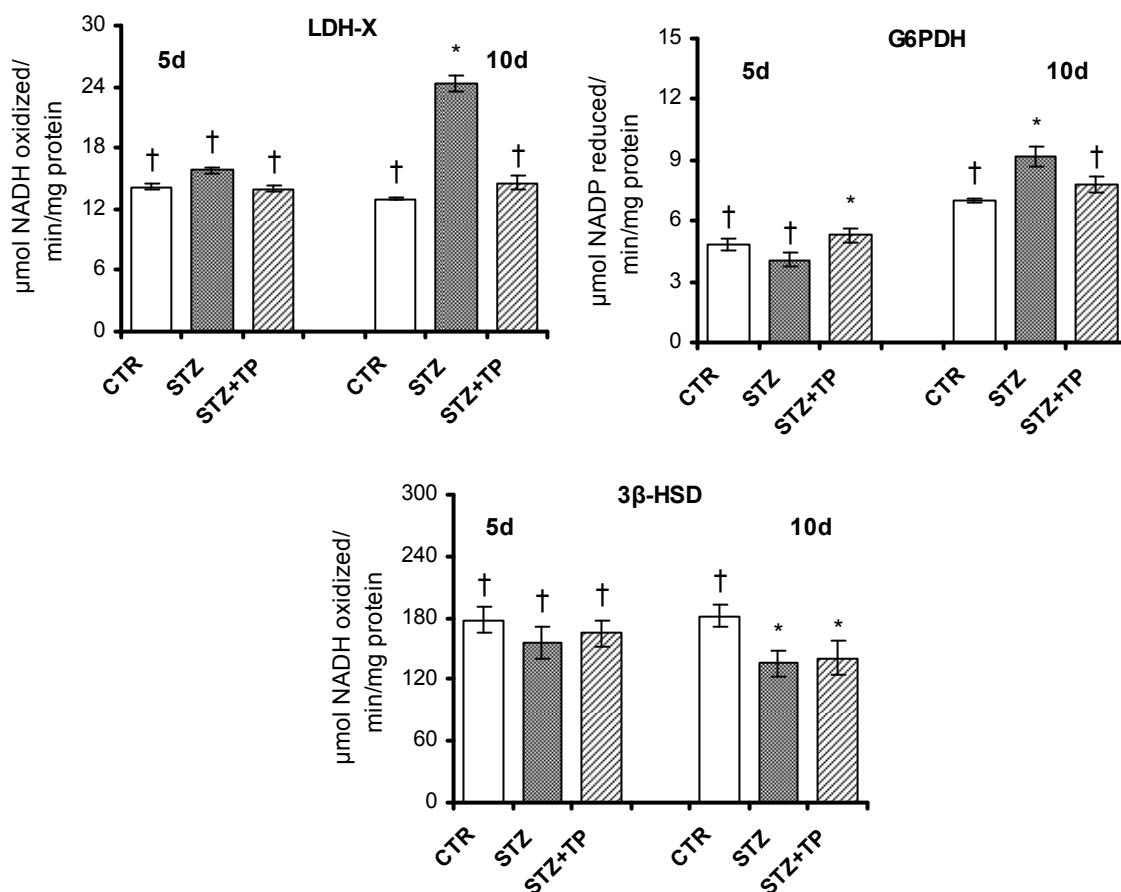 LDH-X
5d
10d
µmol NADH oxidized/
min/mg protein
30
24
18
12
6
0
†
†
†
†
*
†
CTR
STZ
STZ+TP
CTR
STZ
STZ+TP
G6PDH
5d
10d
µmol NADP reduced/
min/mg protein
15
12
9
6
3
0
†
†
*
†
*
†
CTR
STZ
STZ+TP
CTR
STZ
STZ+TP
3β-HSD
5d
10d
µmol NADH oxidized/
min/mg protein
300
240
180
120
60
0
†
†
†
†
*
*
CTR
STZ
STZ+TP
CTR
STZ
STZ+TP